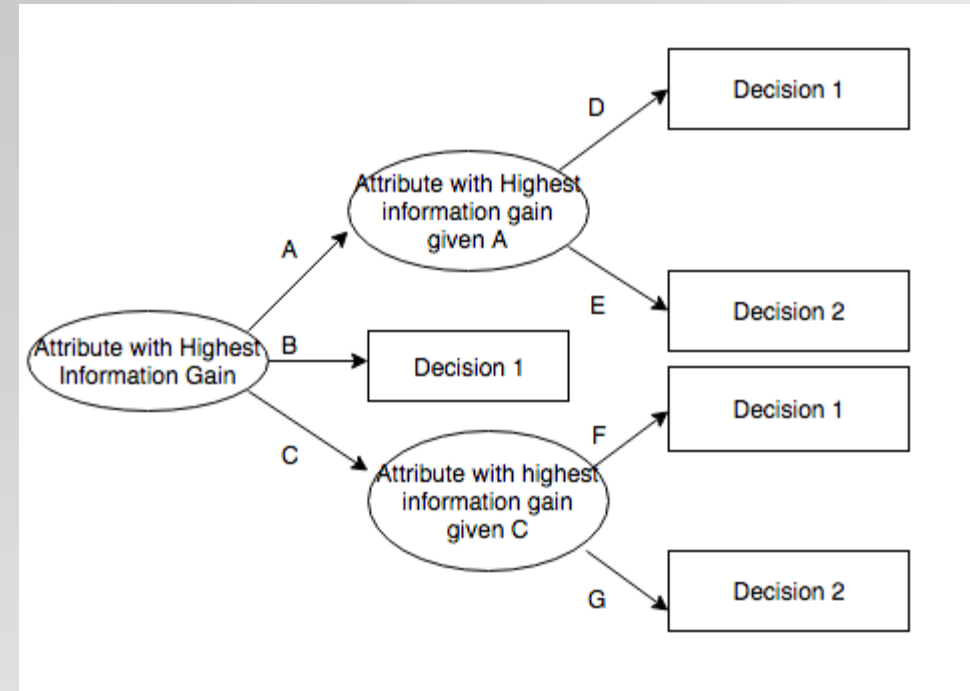 Attribute with Highest
Information Gain
A
B
C
Attribute with Highest
information gain
given A
Decision 1
Attribute with highest
information gain
given C
D
E
F
G
Decision 1
Decision 2
Decision 1
Decision 2